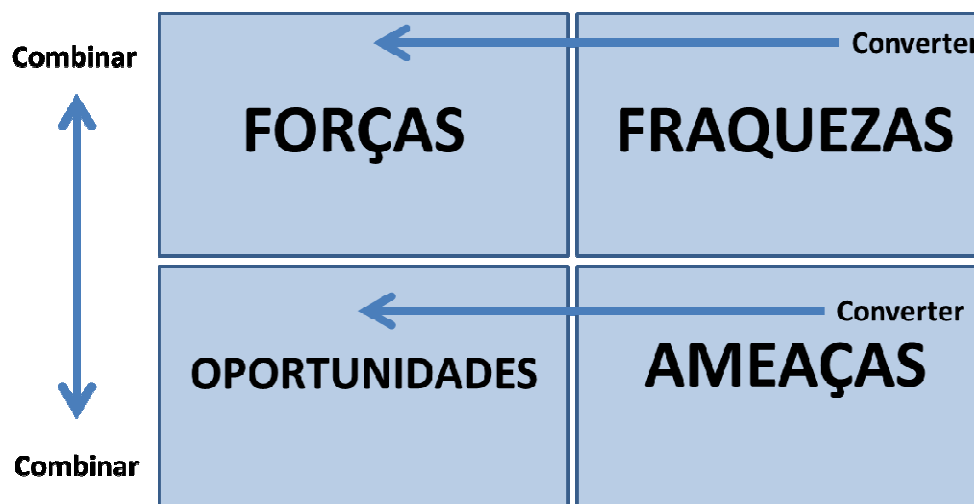 Combinar
Converter
FORÇAS
FRAQUEZAS
Converter
OPORTUNIDADES
AMEAÇAS
Combinar